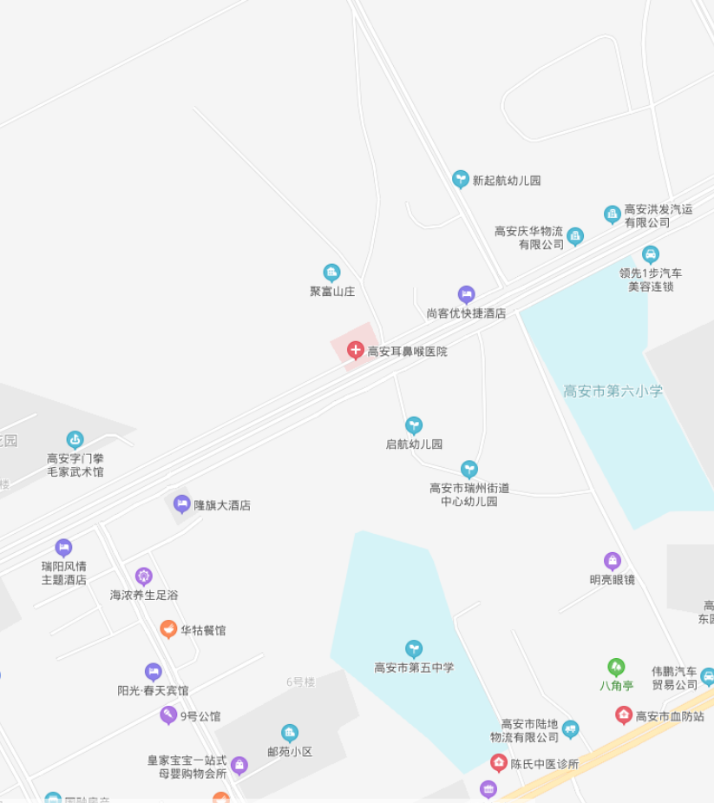 新起航幼儿园
高安洪发汽运
有限公司
高安庆华物流
有限公司
领先1步汽车
美容连锁
聚富山庄
尚客优快捷酒店
高安耳鼻喉医院
高安市第六小学
启航幼儿园
花园
高安字门拳
毛家武术馆
楼
高安市瑞州街道
中心幼儿园
隆旗大酒店
瑞阳风情
主题酒店
海浓养生足浴
明亮眼镜
高
东匠
华牯餐馆
高安市第五中学
八角亭
伟鹏汽车
贸易公司
阳光·春天宾馆
6号楼
9号公馆
高安市血防站
高安市陆地
物流有限公司
邮苑小区
皇家宝宝一站式
母婴购物会所
陈氏中医诊所